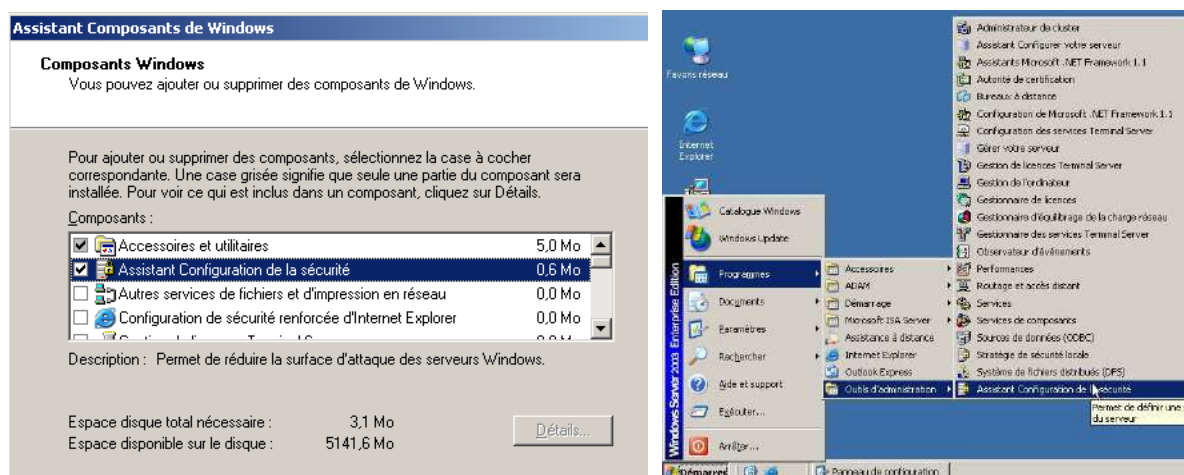 Assistant Composants de Windows
Composants Windows
Vous pouvez ajouter ou supprimer des composants de Windows.
Pour ajouter ou supprimer des composants, sélectionnez la case à cocher
correspondante. Une case grisée signifie que seule une partie du composant sera
installée. Pour voir ce qui est inclus dans un composant, cliquez sur Détails.
Composants :
Accessoires et utilitaires 5,0 Mo
Assistant Configuration de la sécurité 0,6 Mo
Autres services de fichiers et d'impression en réseau 0,0 Mo
Configuration de sécurité renforcée d'Internet Explorer 0,0 Mo
Description : Permet de réduire la surface d'attaque des serveurs Windows.
Espace disque total nécessaire : 3,1 Mo
Espace disponible sur le disque : 5141,6 Mo
Détails...
Favoris réseau
Internet
Explorer
Administrateur de cluster
Assistant Configurer votre serveur
Assistants Microsoft .NET Framework 1.1
Autorité de certification
Bureaux à distance
Configuration de Microsoft .NET Framework 1.1
Configuration des services Terminal Server
Gérer votre serveur
Gestion de licences Terminal Server
Gestion de l'ordinateur
Gestionnaire de licences
Gestionnaire d'équilibrage de la charge réseau
Gestionnaire des services Terminal Server
Observateur d'événements
Performances
Routage et accès distant
Services
Services de composants
Sources de données (ODBC)
Stratégie de sécurité locale
Système de fichiers distribués (DFS)
Assistant Configuration de la sécurité
Permet de définir une
du serveur
Accessoires
ADAM
Démarrage
Microsoft ISA Server
Assistance à distance
Internet Explorer
Outlook Express
Outils d'administration
Catalogue Windows
Windows Update
Programmes
Documents
Paramètres
Rechercher
Aide et support
Exécuter...
Arrêter...
Windows Server 2003 Enterprise Edition
Démarrer
Panneau de configuration